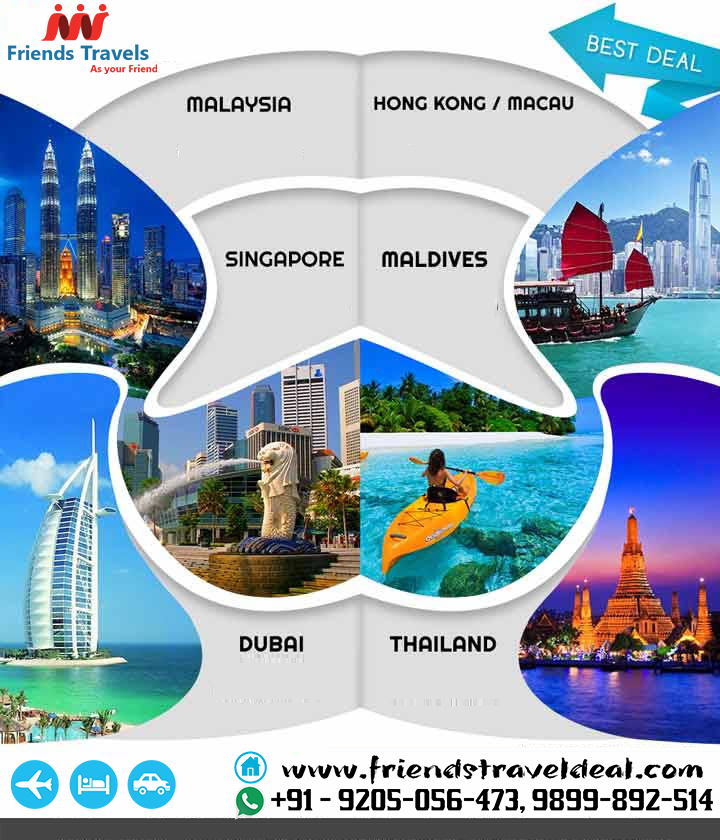 Friends Travels
As your Friend
BEST DEAL
MALAYSIA
HONG KONG / MACAU
SINGAPORE
MALDIVES
DUBAI
THAILAND
www.friendstraveldeal.com
+91 - 9205-056-473, 9899-892-514